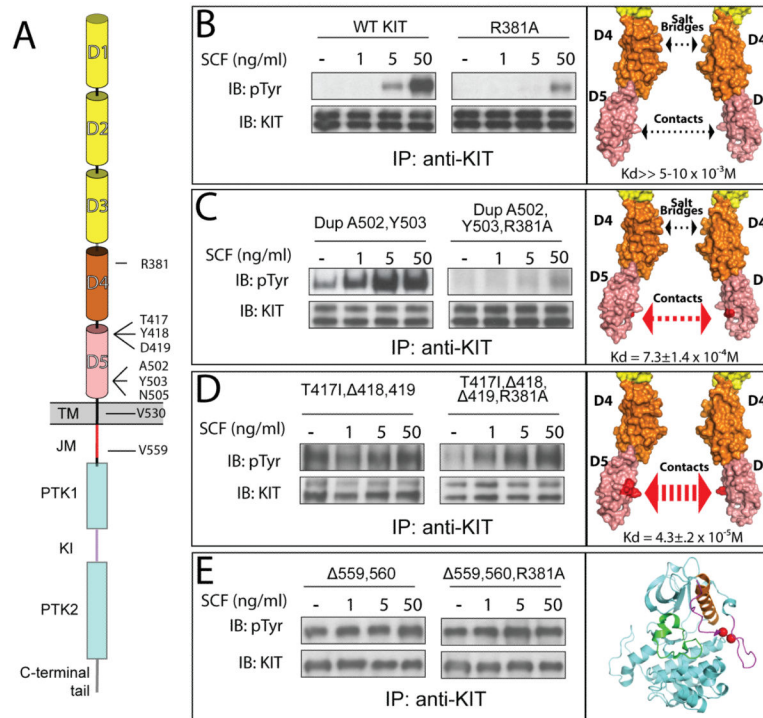 A
D1
D2
D3
D4
R381
T417
Y418
D419
D5
A502
Y503
N505
TM
V530
JM
V559
PTK1
KI
PTK2
C-terminal
tail
B
WT KIT R381A
SCF (ng/ml) - 1 5 50 - 1 5 50
IB: pTyr
IB: KIT
IP: anti-KIT
D4 Salt Bridges D4
D5 D
Contacts
Kd>> 5-10 x 10⁻³M
C
Dup A502,Y503 Dup A502,
Y503,R381A
SCF (ng/ml) - 1 5 50 - 1 5 50
IB: pTyr
IB: KIT
IP: anti-KIT
Salt
Bridges
D4 D4
D5 D
Contacts
Kd = 7.3±1.4 x 10⁻⁴M
D
T417I,Δ418,419 T417I,Δ418,
Δ419,R381A
SCF (ng/ml) - 1 5 50 - 1 5 50
IB: pTyr
IB: KIT
IP: anti-KIT
D4 D4
D5 D
Contacts
Kd = 4.3±.2 x 10⁻⁵M
E
Δ559,560 Δ559,560,R381A
SCF (ng/ml) - 1 5 50 - 1 5 50
IB: pTyr
IB: KIT
IP: anti-KIT